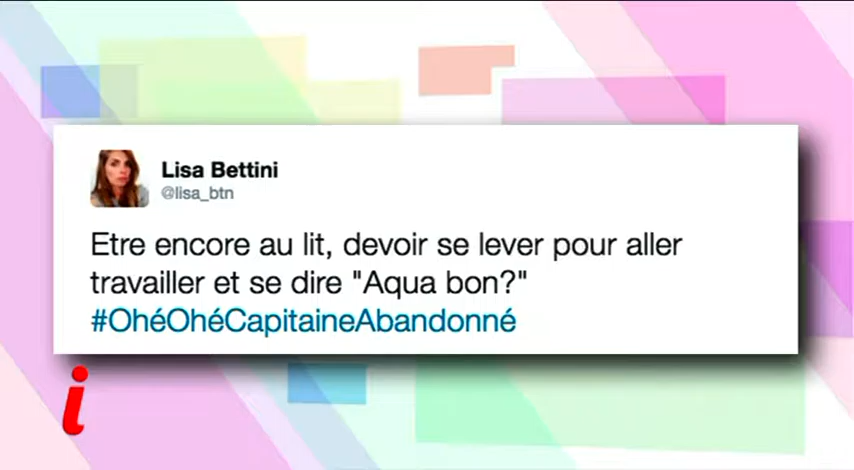 Lisa Bettini
@lisa_btn
Etre encore au lit, devoir se lever pour aller
travailler et se dire "Aqua bon?"
#OhéOhéCapitaineAbandonné
i